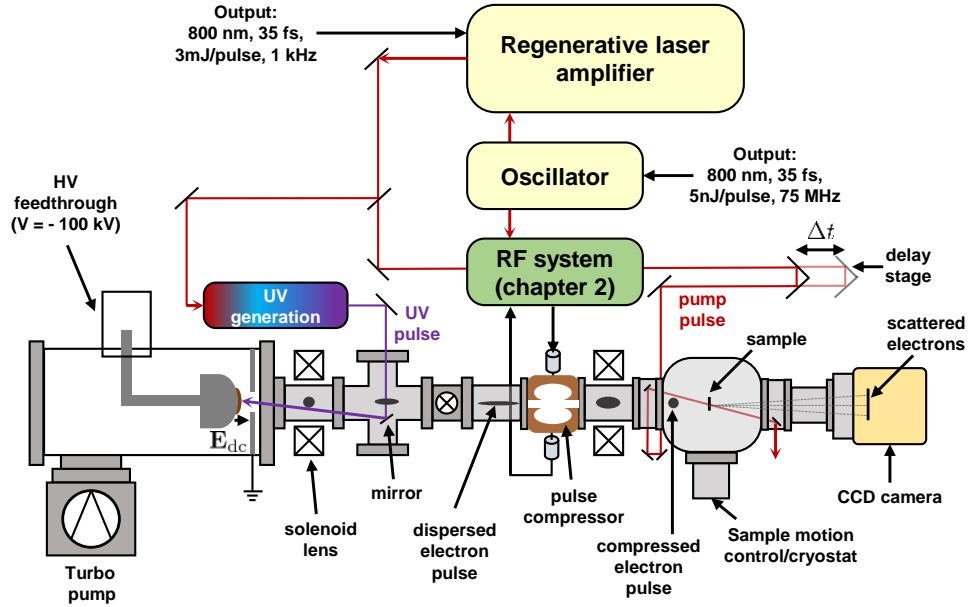 Output:
800 nm, 35 fs,
3mJ/pulse, 1 kHz
Regenerative laser
amplifier
Oscillator
Output:
800 nm, 35 fs,
5nJ/pulse, 75 MHz
HV
feedthrough
(V = - 100 kV)
RF system
(chapter 2)
Δt
delay
stage
UV
generation
UV
pulse
pump
pulse
sample
scattered
electrons
E_dc
mirror
solenoid
lens
dispersed
electron
pulse
pulse
compressor
compressed
electron
pulse
Sample motion
control/cryostat
CCD camera
Turbo
pump